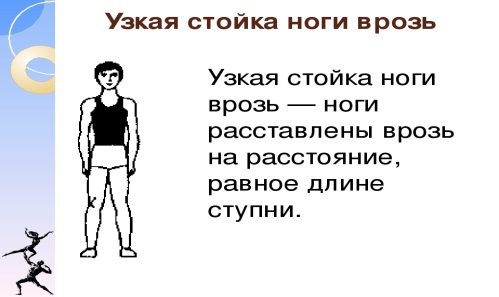 Узкая стойка ноги врозь
Узкая стойка ноги
врозь — ноги
расставлены врозь
на расстояние,
равное длине
ступни.